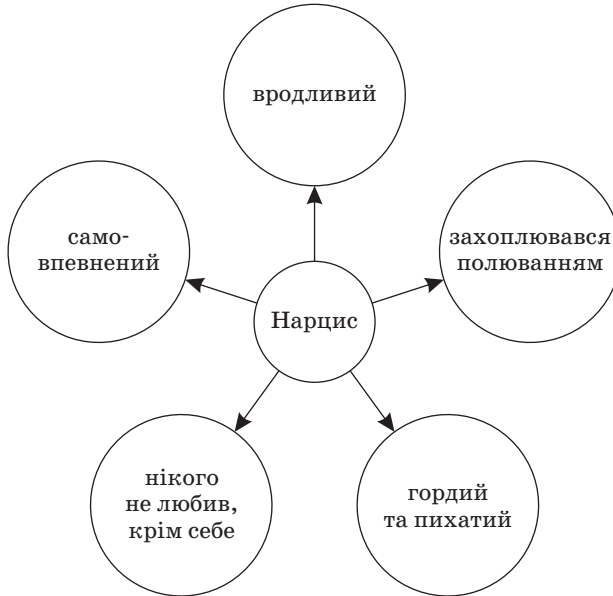 вродливий
само-
впевнений
захоплювався
полюванням
Нарцис
нікого
не любив,
крім себе
гордий
та пихатий